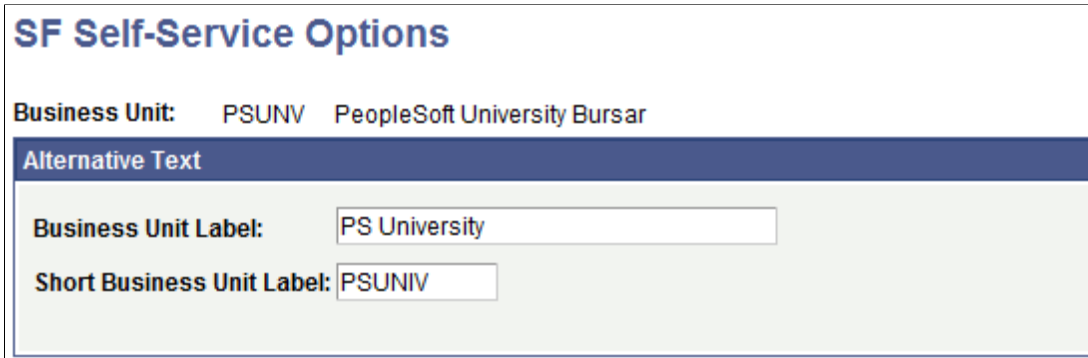 SF Self-Service Options
Business Unit: PSUNV PeopleSoft University Bursar
Alternative Text
Business Unit Label: PS University
Short Business Unit Label: PSUNIV